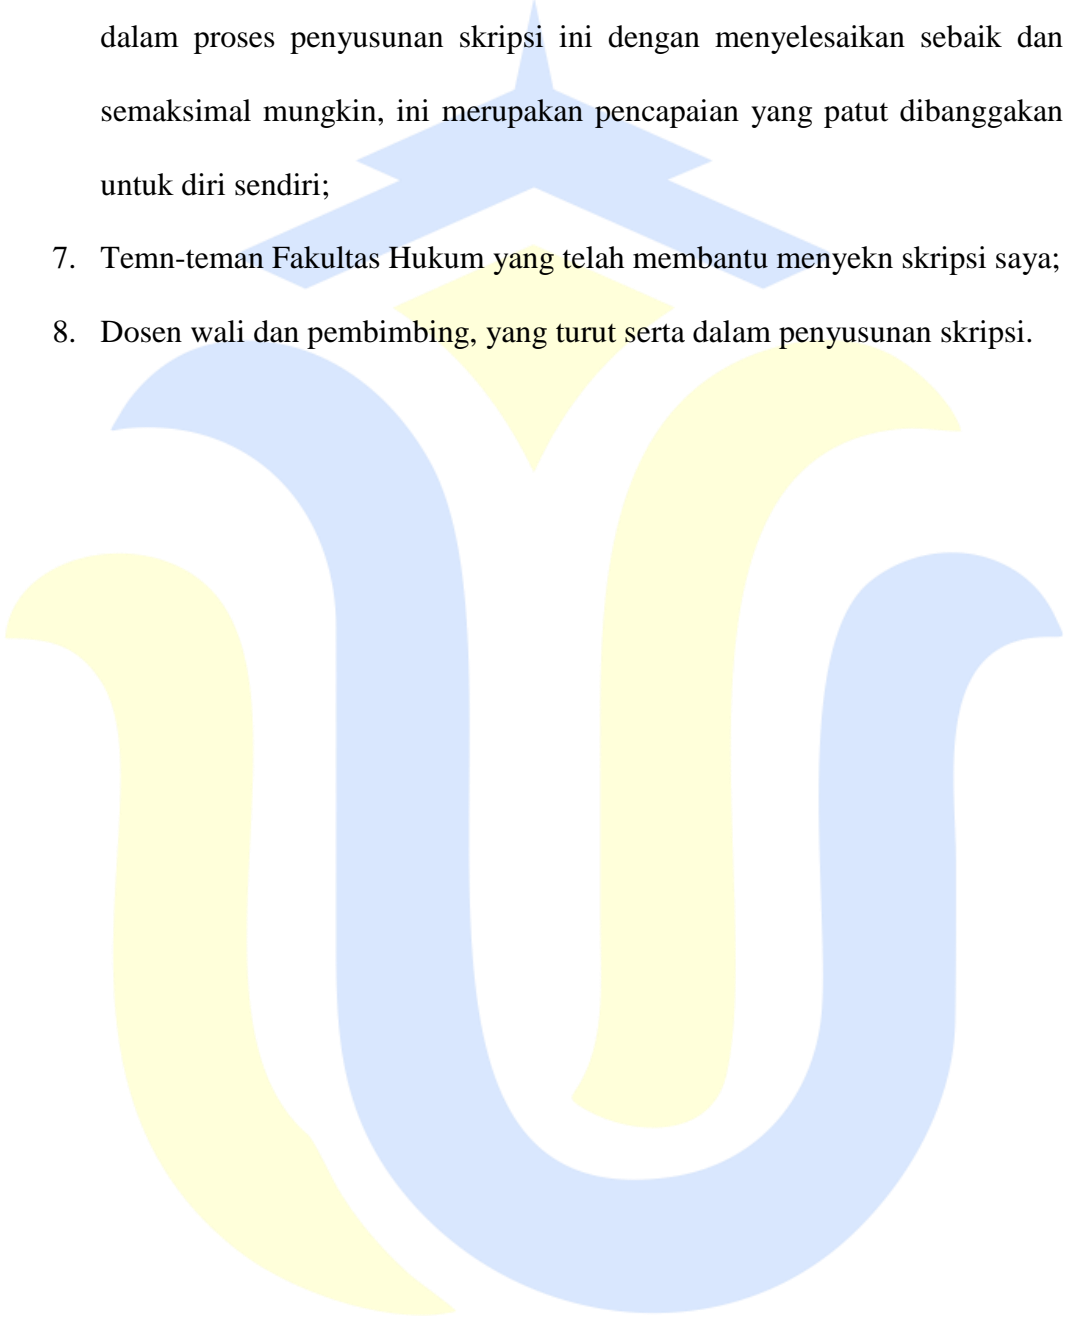 dalam proses penyusunan skripsi ini dengan menyelesaikan sebaik dan
semaksimal mungkin, ini merupakan pencapaian yang patut dibanggakan
untuk diri sendiri;
7. Temn-teman Fakultas Hukum yang telah membantu menyekn skripsi saya;
8. Dosen wali dan pembimbing, yang turut serta dalam penyusunan skripsi.